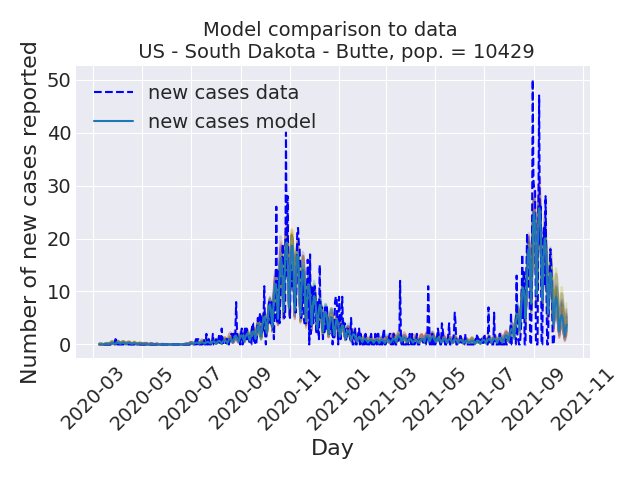 Model comparison to data
US - South Dakota - Butte, pop. = 10429
Number of new cases reported
50
40
30
20
10
0
new cases data
new cases model
2020-03
2020-05
2020-07
2020-09
2020-11
2021-01
2021-03
2021-05
2021-07
2021-09
2021-11
Day